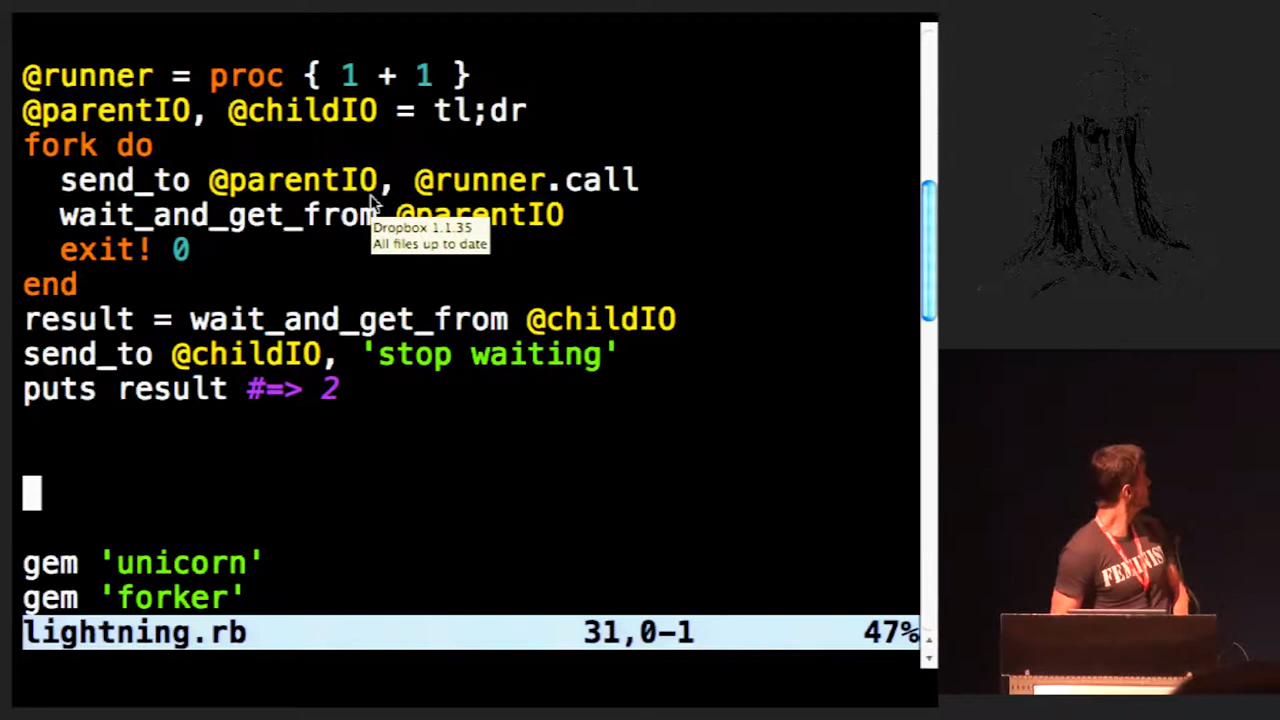 @runner = proc { 1 + 1 }
@parentIO, @childIO = tl;dr
fork do
send_to @parentIO, @runner.call
wait_and_get_from @parentIO
Dropbox 1.1.35
All files up to date
exit! 0
end
result = wait_and_get_from @childIO
send_to @childIO, 'stop waiting'
puts result #=> 2
gem 'unicorn'
gem 'forker'
lightning.rb 31,0-1 47%
FEMINIST